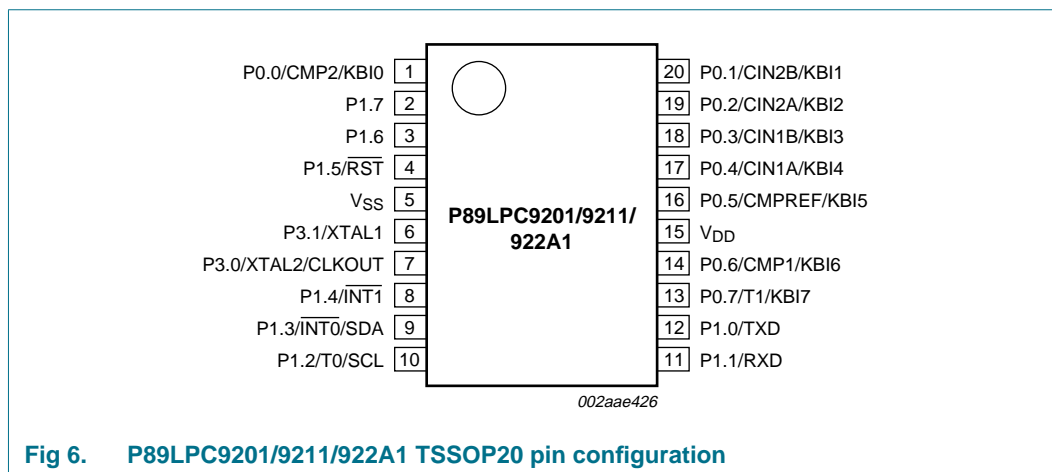 P0.0/CMP2/KBI0 1
P1.7 2
P1.6 3
P1.5/RST 4
VSS 5
P3.1/XTAL1 6
P3.0/XTAL2/CLKOUT 7
P1.4/INT1 8
P1.3/INT0/SDA 9
P1.2/T0/SCL 10
P89LPC9201/9211/
922A1
20 P0.1/CIN2B/KBI1
19 P0.2/CIN2A/KBI2
18 P0.3/CIN1B/KBI3
17 P0.4/CIN1A/KBI4
16 P0.5/CMPREF/KBI5
15 VDD
14 P0.6/CMP1/KBI6
13 P0.7/T1/KBI7
12 P1.0/TXD
11 P1.1/RXD
002aae426
Fig 6. P89LPC9201/9211/922A1 TSSOP20 pin configuration